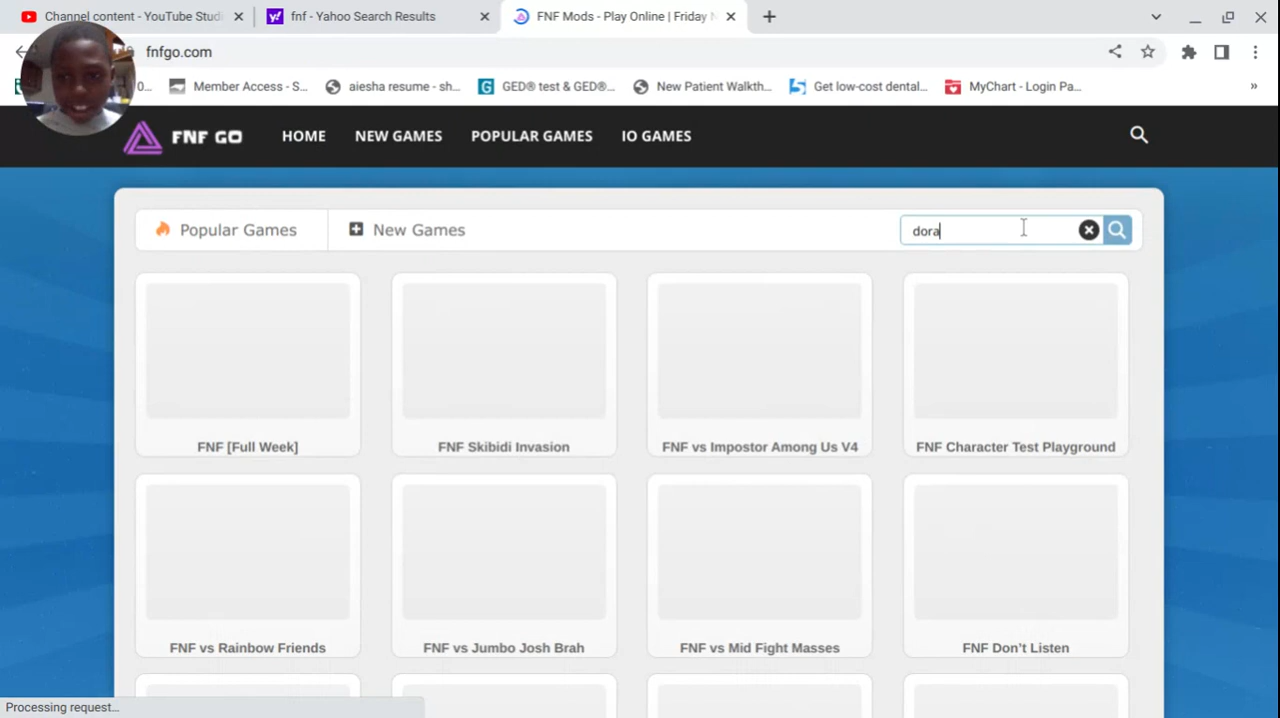 Channel content - YouTube Studi
fnf - Yahoo Search Results
FNF Mods - Play Online | Friday N
fnfgo.com
0...
Member Access - S...
aiesha resume - sh...
GED® test & GED®...
New Patient Walkth...
Get low-cost dental...
MyChart - Login Pa...
»
FNF GO
HOME
NEW GAMES
POPULAR GAMES
IO GAMES
Popular Games
New Games
dora
FNF [Full Week]
FNF Skibidi Invasion
FNF vs Impostor Among Us V4
FNF Character Test Playground
FNF vs Rainbow Friends
FNF vs Jumbo Josh Brah
FNF vs Mid Fight Masses
FNF Don't Listen
Processing request...